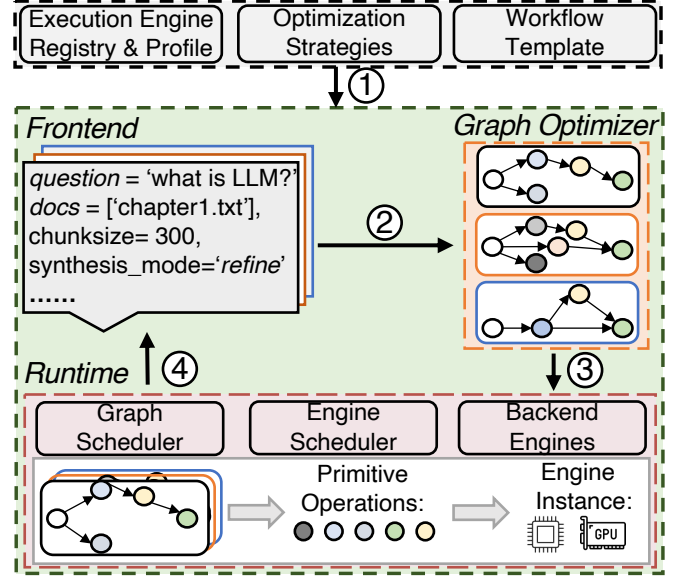 Execution Engine
Registry & Profile
Optimization
Strategies
Workflow
Template
①
Frontend
Graph Optimizer
question = ‘what is LLM?’
docs = [‘chapter1.txt’],
chunksize= 300,
synthesis_mode=‘refine’
......
②
③
④
Runtime
Graph
Scheduler
Engine
Scheduler
Backend
Engines
Primitive
Operations:
Engine
Instance:
GPU